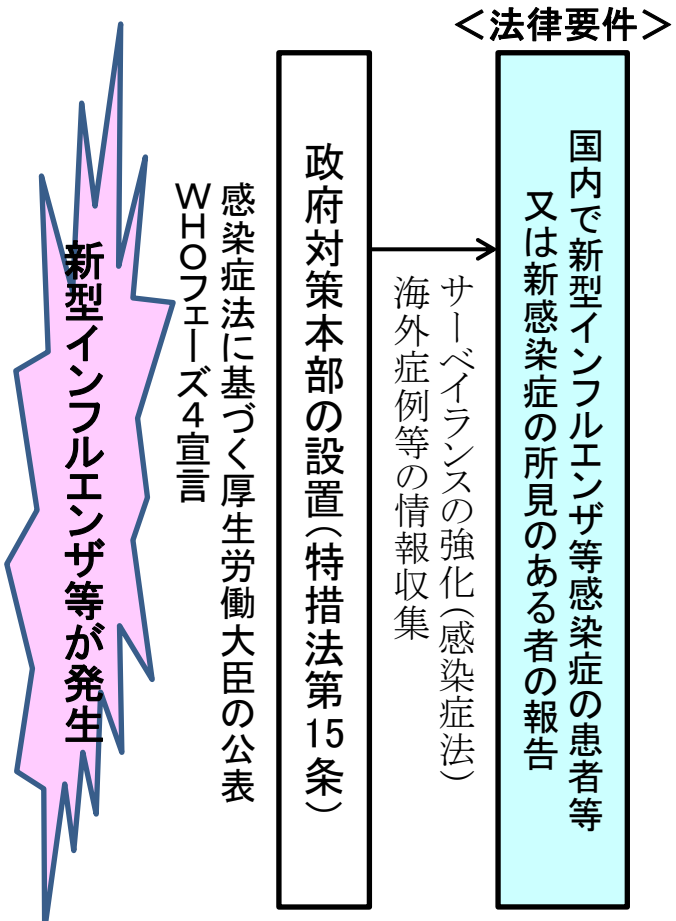 ＜法律要件＞
新型インフルエンザ等が発生
感染症法に基づく厚生労働大臣の公表
ＷＨＯフェーズ４宣言
政府対策本部の設置（特措法第15条）
サーベイランスの強化（感染症法）
海外症例等の情報収集
国内で新型インフルエンザ等感染症の患者等
又は新感染症の所見のある者の報告